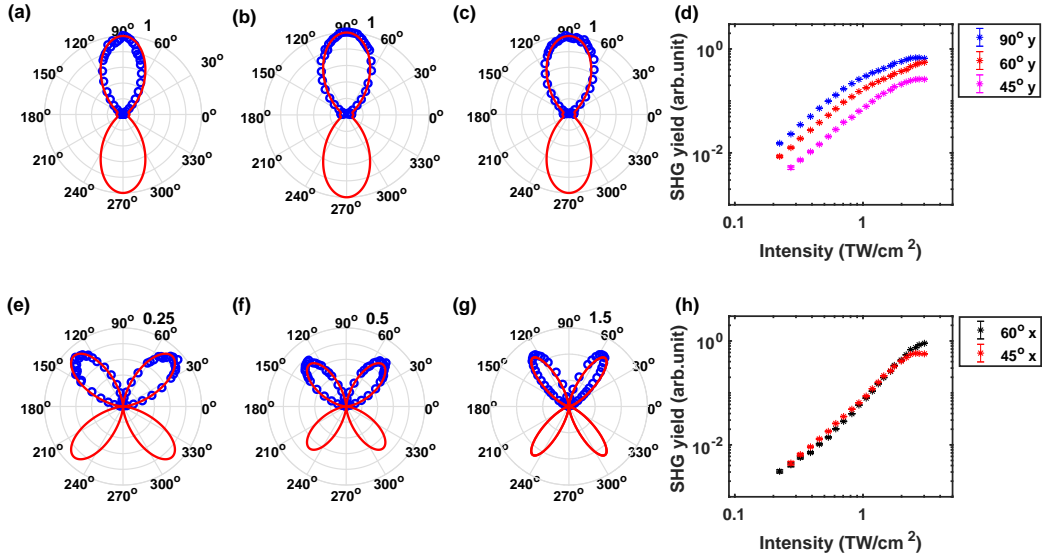 (a)
90° 1
120° 60°
150° 30°
180° 0°
210° 330°
240° 300°
270°
(b)
90° 1
120° 60°
150° 30°
180° 0°
210° 330°
240° 300°
270°
(c)
90° 1
120° 60°
150° 30°
180° 0°
210° 330°
240° 300°
270°
(d)
SHG yield (arb.unit)
10^0
10^-2
0.1 1
Intensity (TW/cm^2)
90° y
60° y
45° y
(e)
90° 0.25
120° 60°
150° 30°
180° 0°
210° 330°
240° 300°
270°
(f)
90° 0.5
120° 60°
150° 30°
180° 0°
210° 330°
240° 300°
270°
(g)
90° 1.5
120° 60°
150° 30°
180° 0°
210° 330°
240° 300°
270°
(h)
SHG yield (arb.unit)
10^0
10^-2
0.1 1
Intensity (TW/cm^2)
60° x
45° x